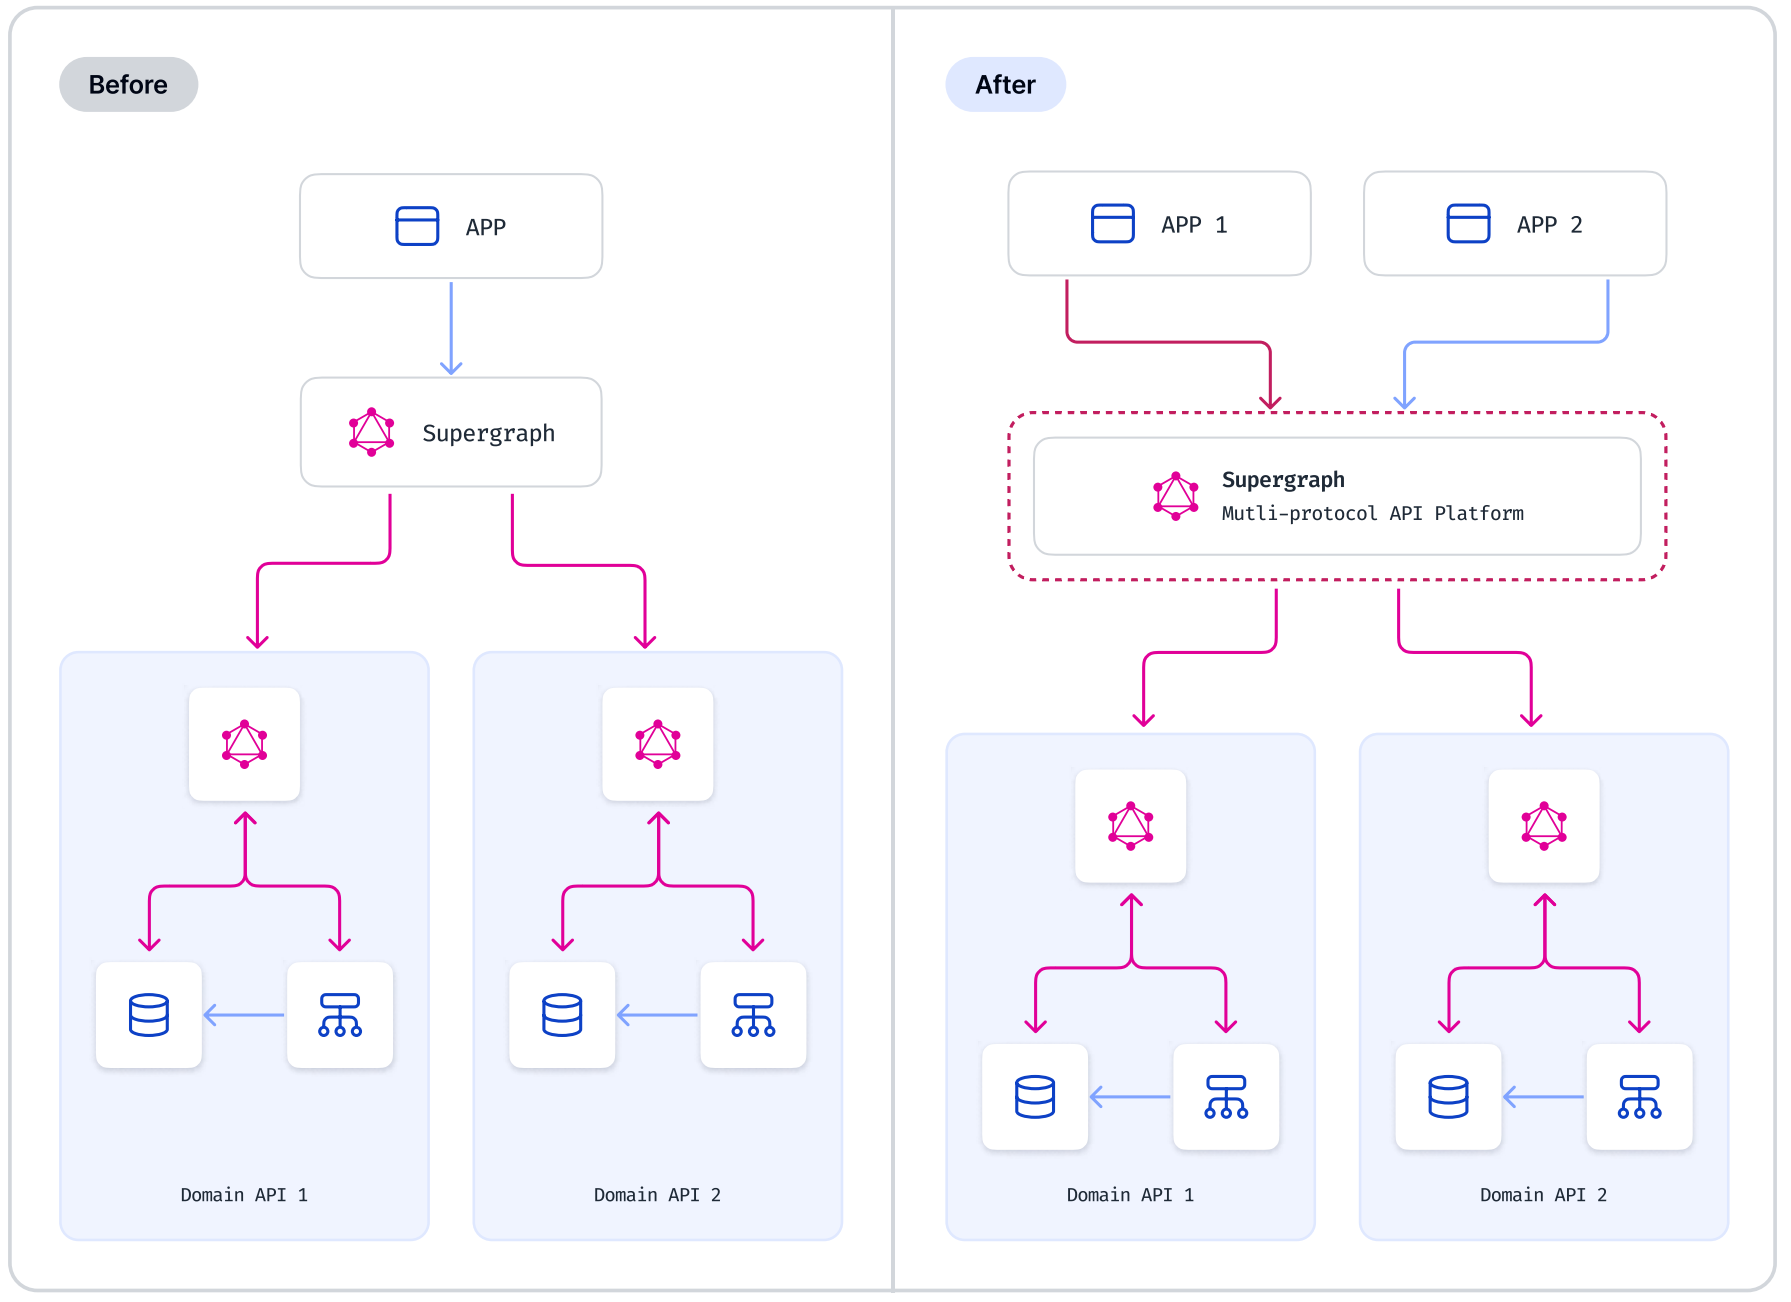 Before
APP
Supergraph
Domain API 1
Domain API 2
After
APP 1
APP 2
Supergraph
Mutli-protocol API Platform
Domain API 1
Domain API 2